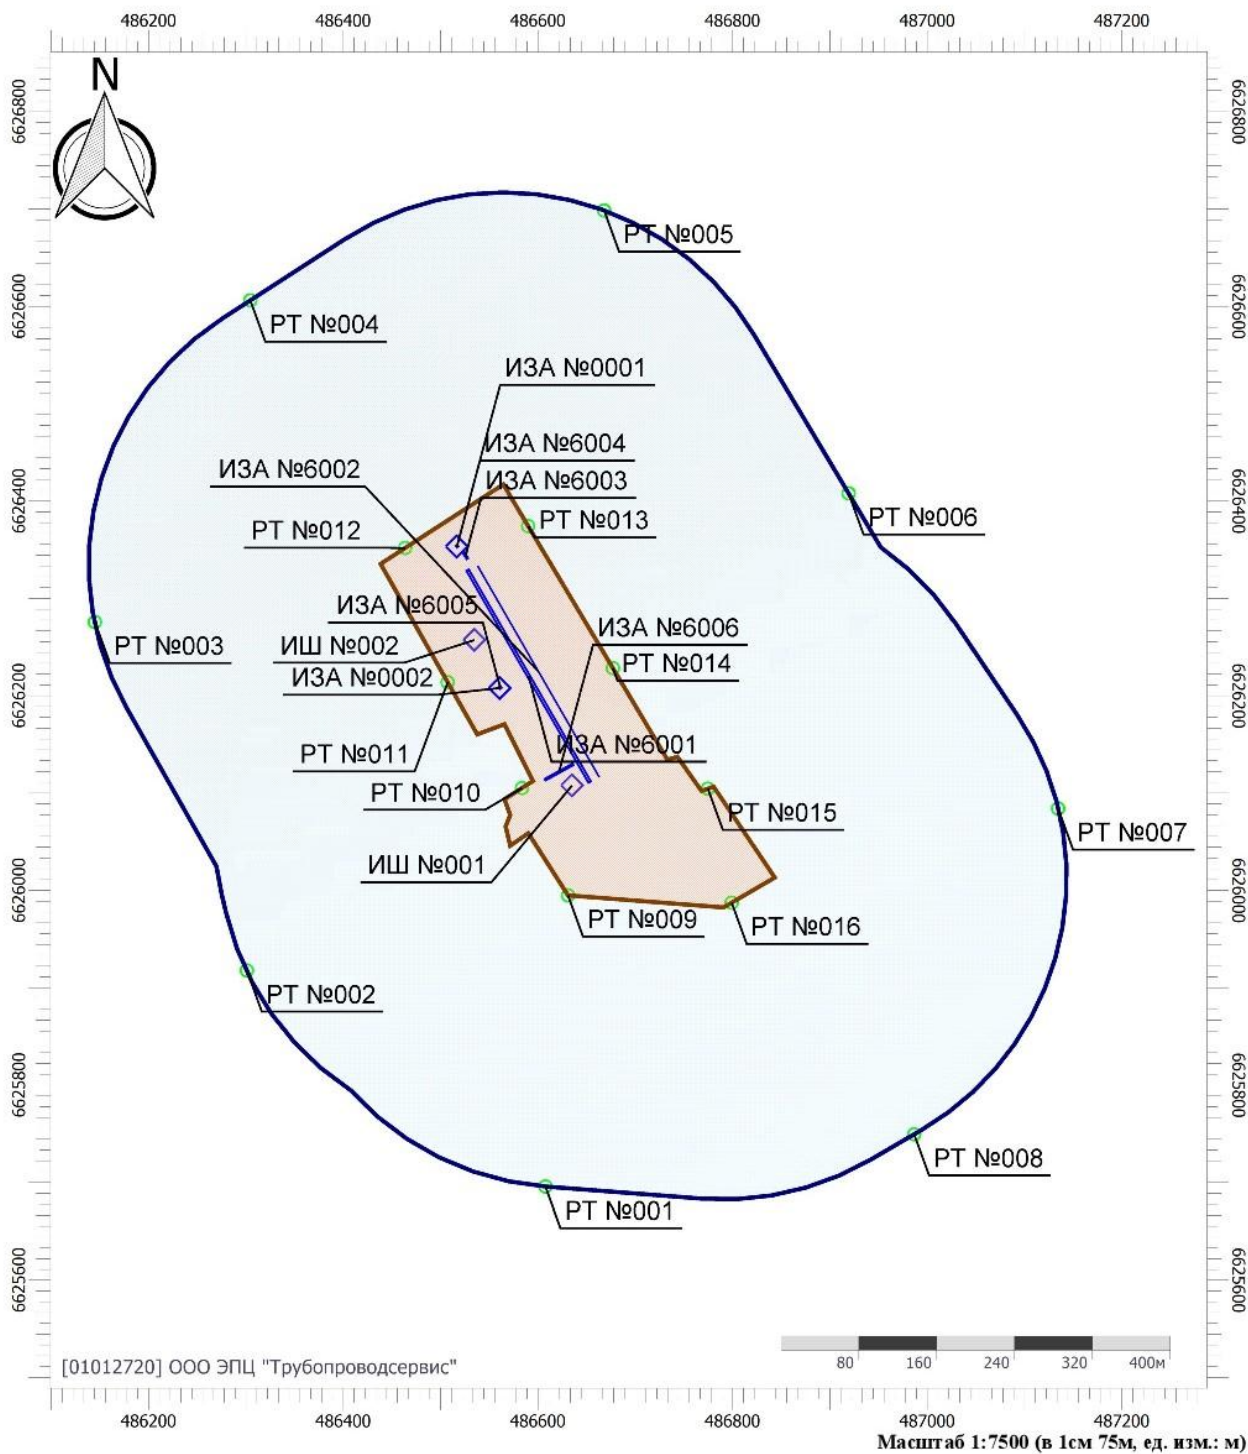 486200 486400 486600 486800 487000 487200
N
6626800 6626800
РТ №005
6626600 6626600
РТ №004
ИЗА №0001
ИЗА №6004
ИЗА №6002
ИЗА №6003
6626400 6626400
РТ №013
РТ №006
РТ №012
ИЗА №6005
ИЗА №6006
РТ №003
ИШ №002
РТ №014
ИЗА №0002
6626200 6626200
РТ №011
ИЗА №6001
РТ №010
РТ №015
РТ №007
ИШ №001
6626000 6626000
РТ №009
РТ №016
РТ №002
6625800 6625800
РТ №008
РТ №001
6625600 6625600
80 160 240 320 400м
[01012720] ООО ЭПЦ "Трубопроводсервис"
486200 486400 486600 486800 487000 487200
Масштаб 1:7500 (в 1см 75м, ед. изм.: м)